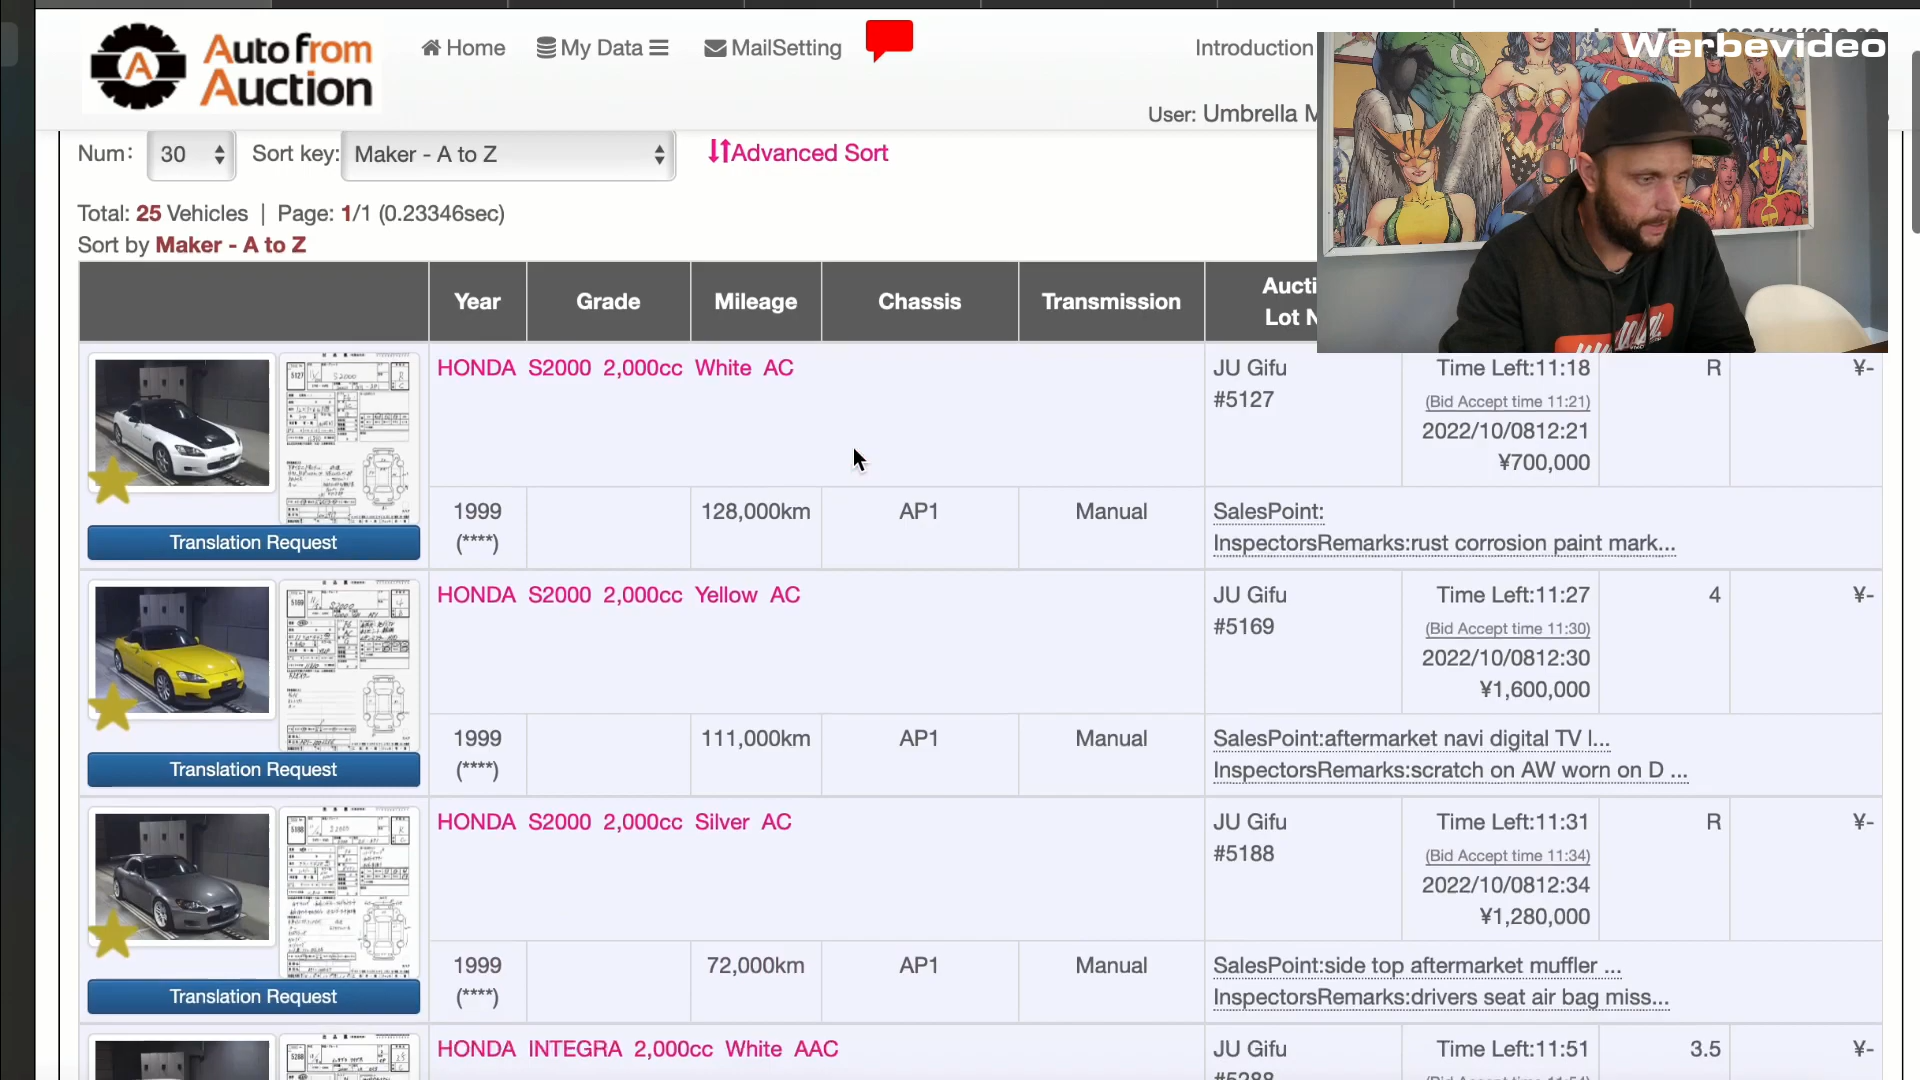 Auto from
Auction
Home
My Data
MailSetting
Introduction
Werbevideo
User: Umbrella M
Num:
30
Sort key:
Maker - A to Z
Advanced Sort
Total: 25 Vehicles | Page: 1/1 (0.23346sec)
Sort by Maker - A to Z
Year
Grade
Mileage
Chassis
Transmission
Aucti
Lot N
HONDA S2000 2,000cc White AC
JU Gifu
#5127
Time Left:11:18
(Bid Accept time 11:21)
2022/10/0812:21
¥700,000
R
¥-
Translation Request
1999
(****)
128,000km
AP1
Manual
SalesPoint:
InspectorsRemarks:rust corrosion paint mark...
HONDA S2000 2,000cc Yellow AC
JU Gifu
#5169
Time Left:11:27
(Bid Accept time 11:30)
2022/10/0812:30
¥1,600,000
4
¥-
Translation Request
1999
(****)
111,000km
AP1
Manual
SalesPoint:aftermarket navi digital TV l...
InspectorsRemarks:scratch on AW worn on D ...
HONDA S2000 2,000cc Silver AC
JU Gifu
#5188
Time Left:11:31
(Bid Accept time 11:34)
2022/10/0812:34
¥1,280,000
R
¥-
Translation Request
1999
(****)
72,000km
AP1
Manual
SalesPoint:side top aftermarket muffler ...
InspectorsRemarks:drivers seat air bag miss...
HONDA INTEGRA 2,000cc White AAC
JU Gifu
#5288
Time Left:11:51
3.5
¥-